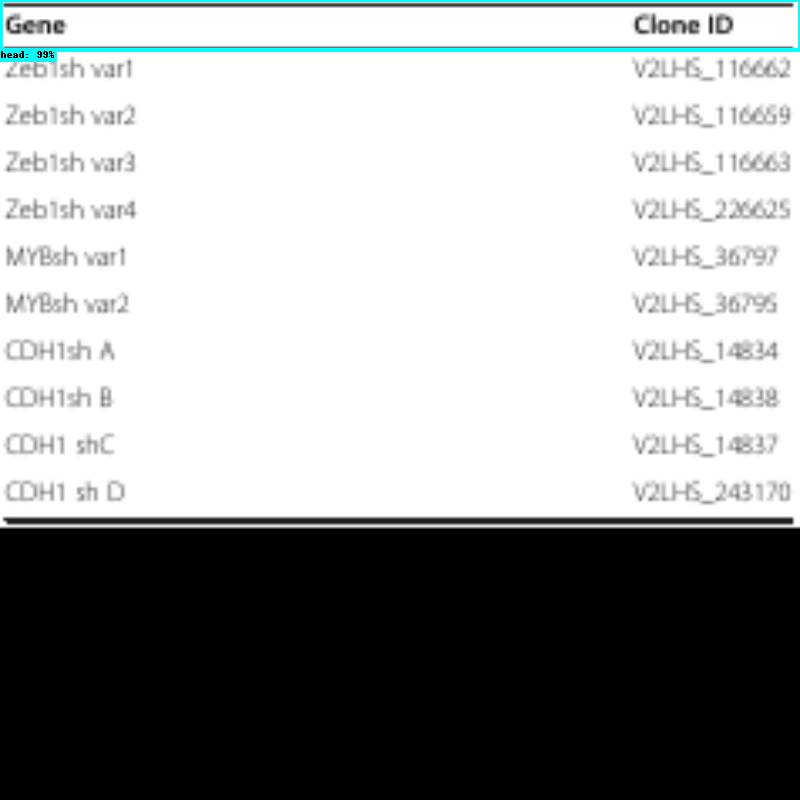 Gene Clone ID
head: 99%
Zeb1sh var1 V2LHS_116662
Zeb1sh var2 V2LHS_116659
Zeb1sh var3 V2LHS_116663
Zeb1sh var4 V2LHS_226625
MYBsh var1 V2LHS_36797
MYBsh var2 V2LHS_36795
CDH1sh A V2LHS_14834
CDH1sh B V2LHS_14838
CDH1 shC V2LHS_14837
CDH1 sh D V2LHS_243170